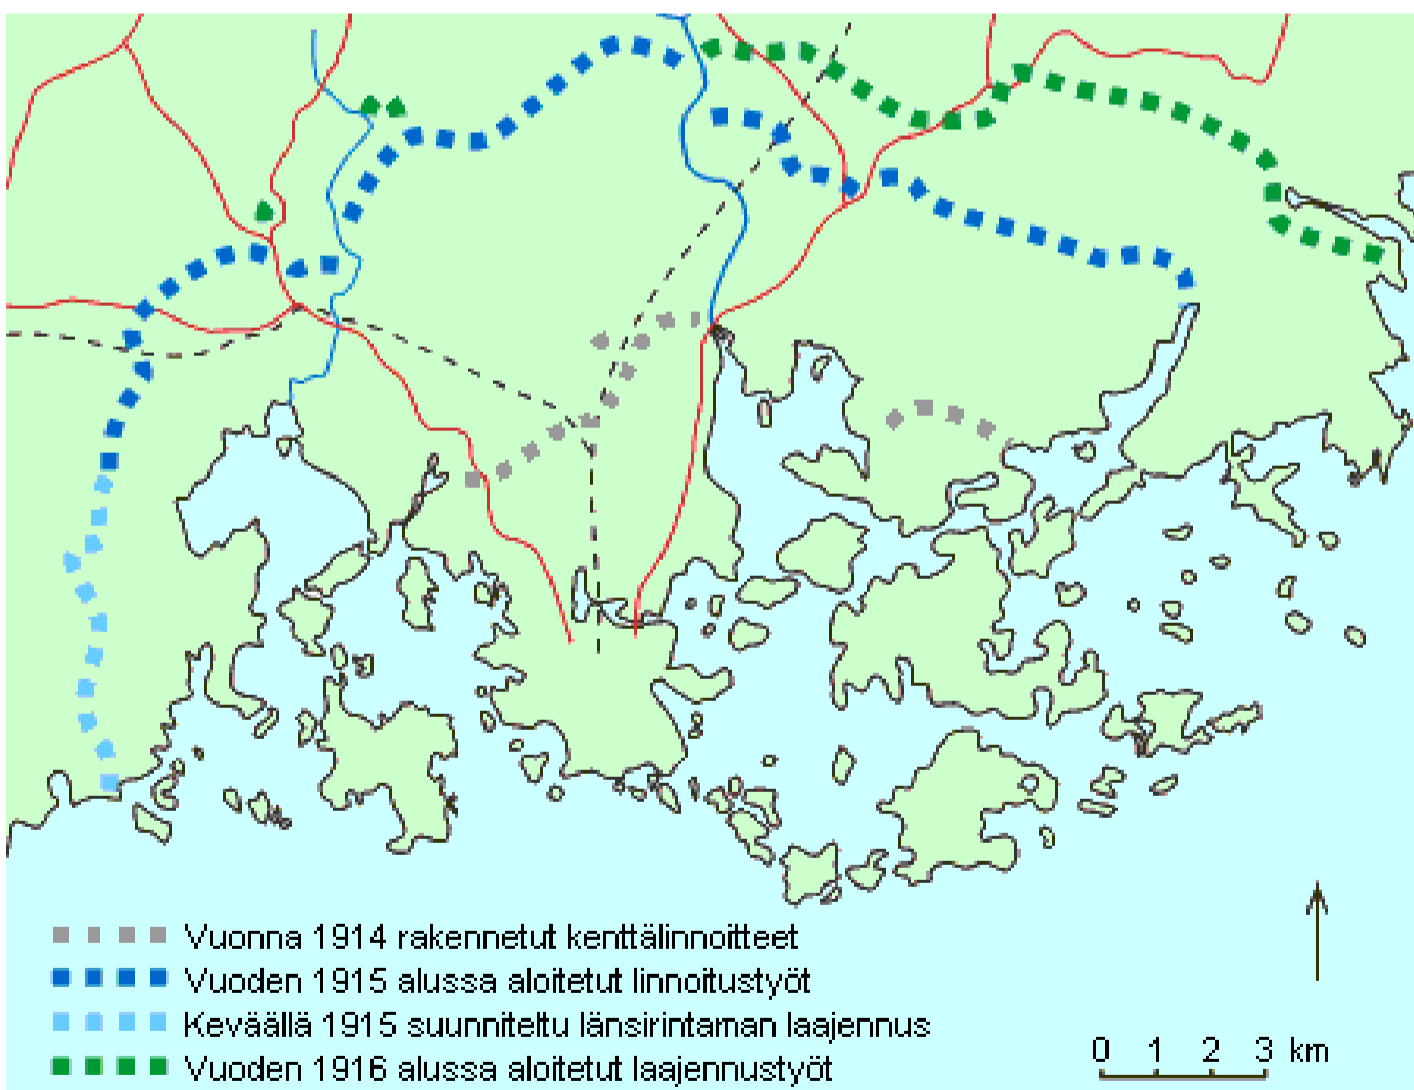 Vuonna 1914 rakennetut kenttälinnoitteet
Vuoden 1915 alussa aloitetut linnoitustyöt
Keväällä 1915 suunniteltu länsirintaman laajennus
Vuoden 1916 alussa aloitetut laajennustyöt
0 1 2 3 km